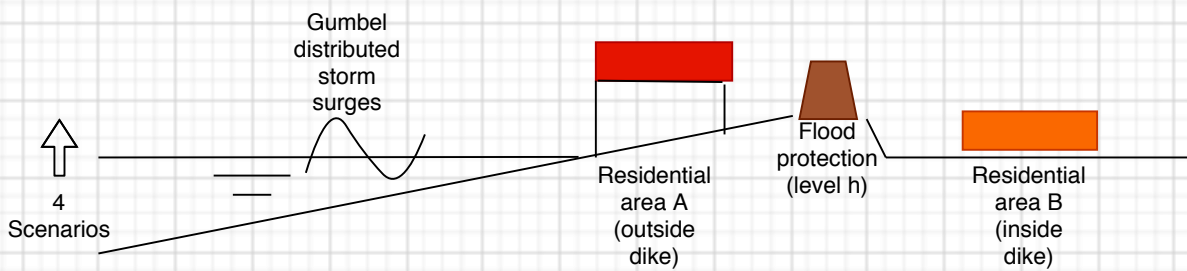 Gumbel
distributed
storm
surges
4
Scenarios
Residential
area A
(outside
dike)
Flood
protection
(level h)
Residential
area B
(inside
dike)